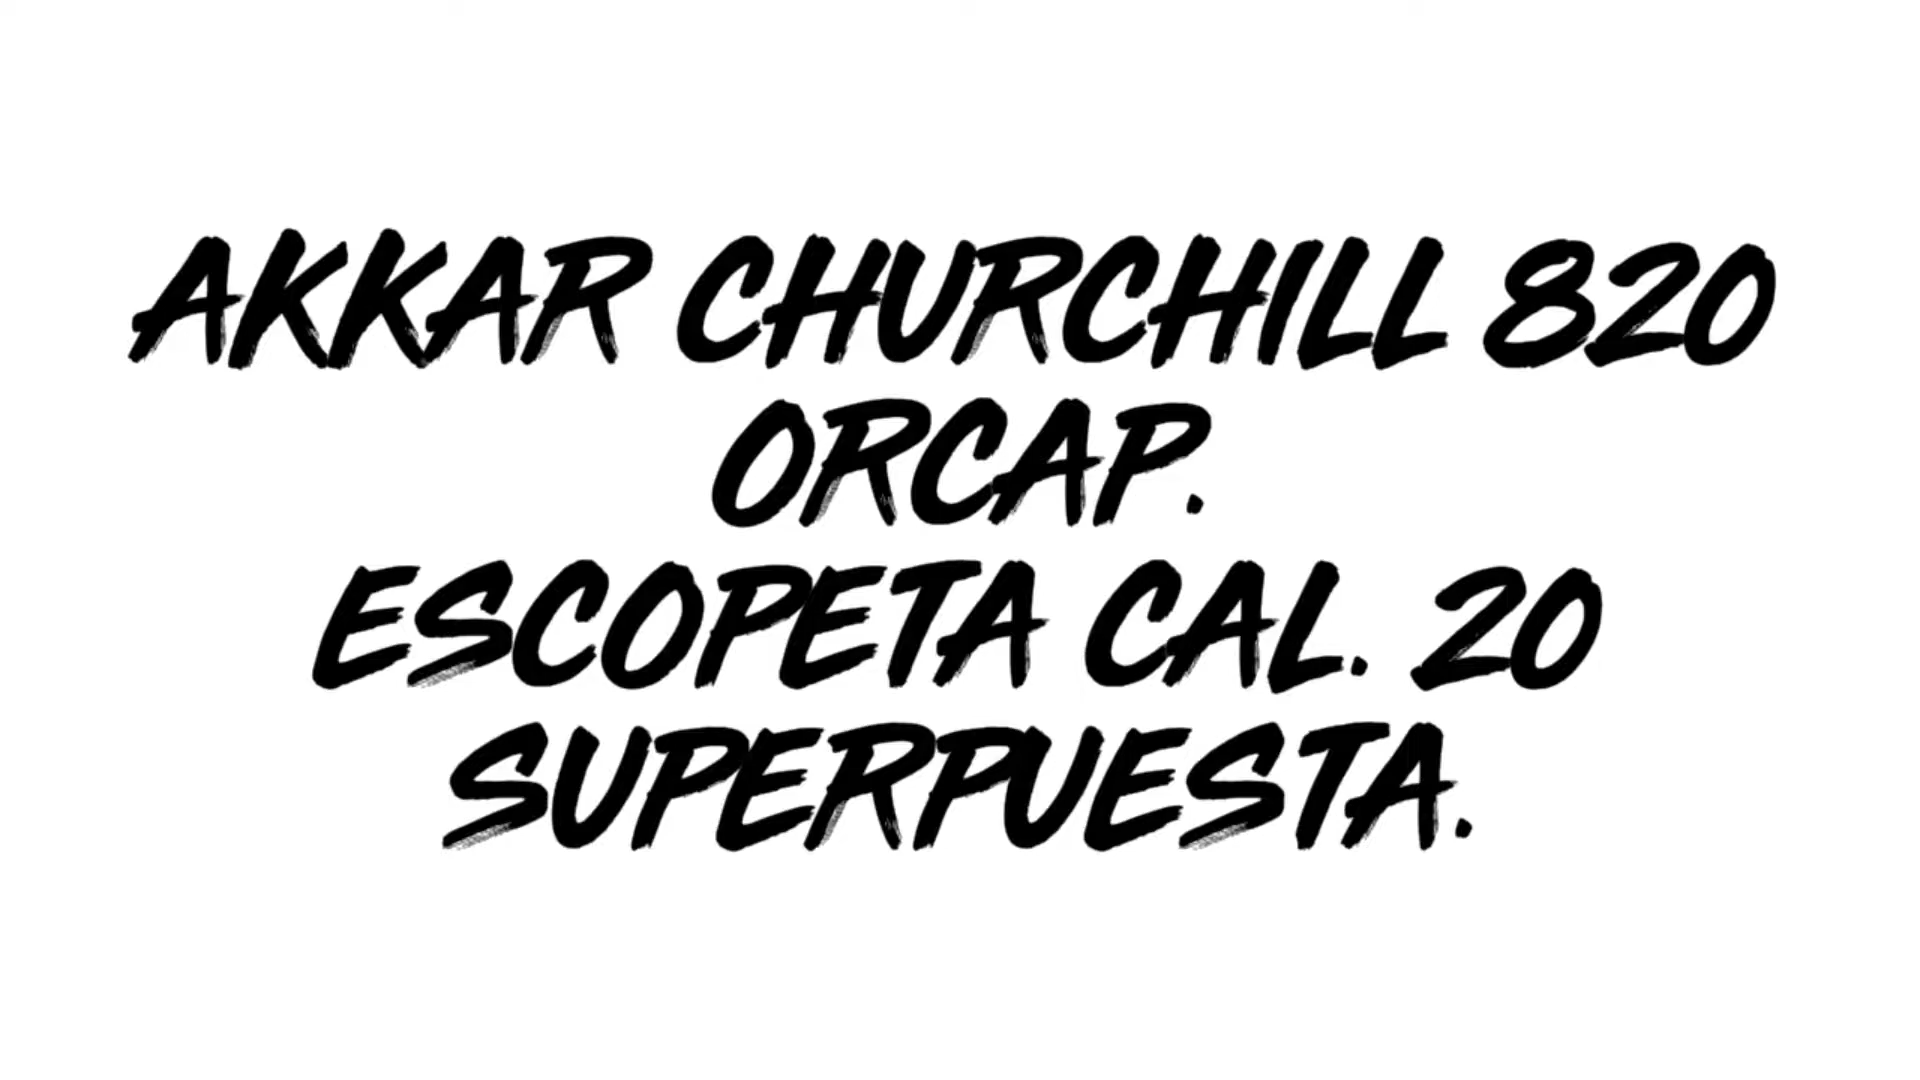 AKKAR CHURCHILL 820
ORCAP.
ESCOPETA CAL. 20
SUPERPUESTA.